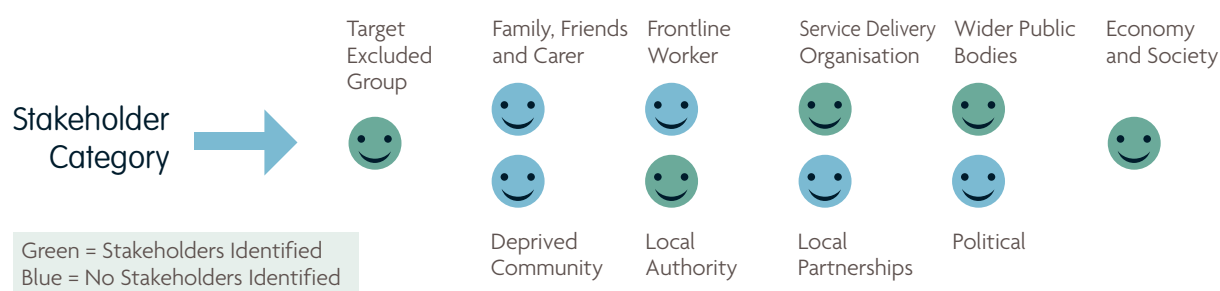 Target
Excluded
Group
Family, Friends
and Carer
Frontline
Worker
Service Delivery
Organisation
Wider Public
Bodies
Economy
and Society
Stakeholder
Category
Deprived
Community
Local
Authority
Local
Partnerships
Political
Green = Stakeholders Identified
Blue = No Stakeholders Identified